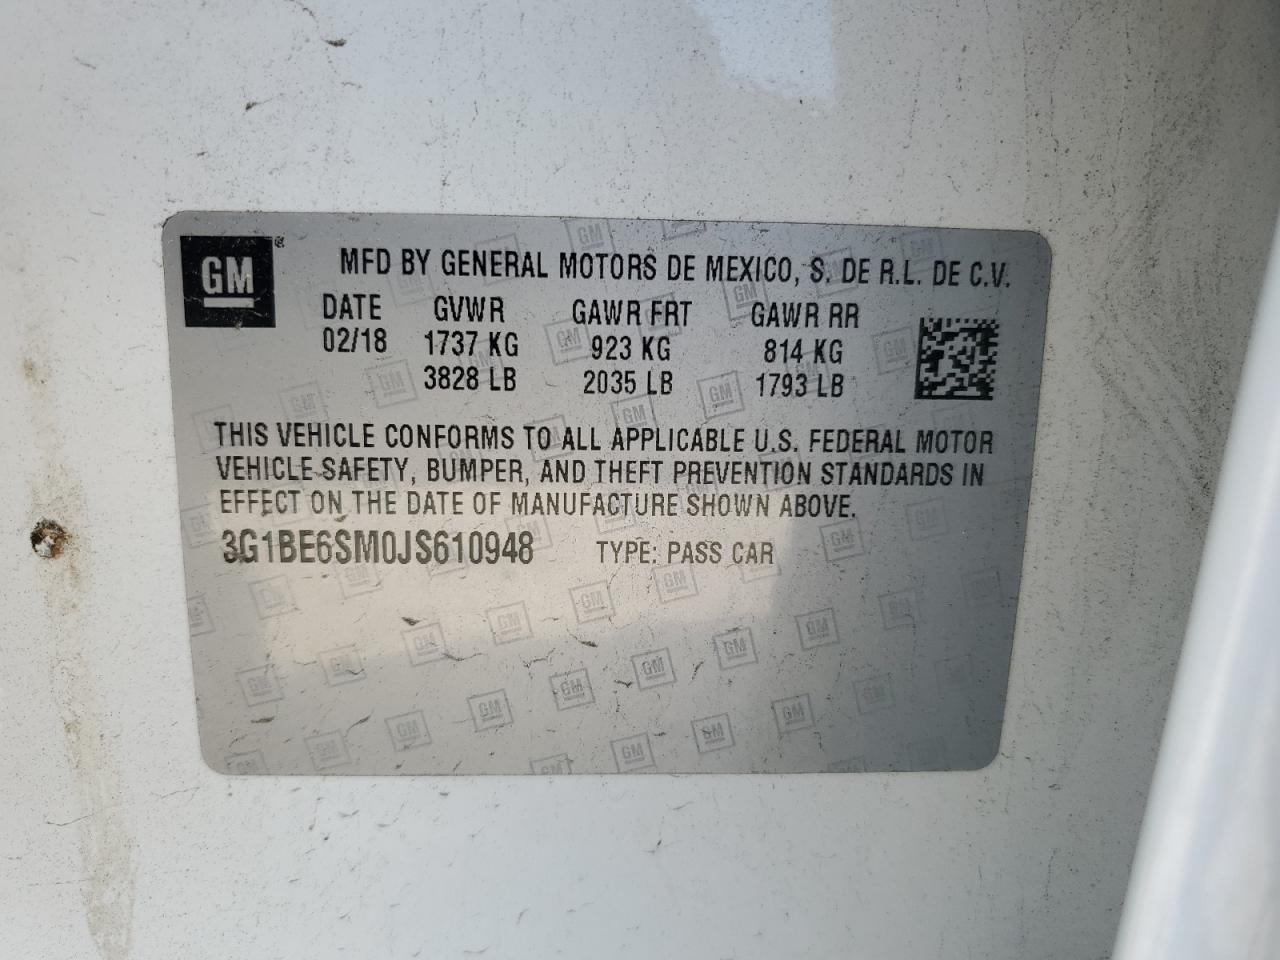 GM ®
MFD BY GENERAL MOTORS DE MEXICO, S. DE R.L. DE C.V.
DATE GVWR GAWR FRT GAWR RR
02/18 1737 KG 923 KG 814 KG
3828 LB 2035 LB 1793 LB
THIS VEHICLE CONFORMS TO ALL APPLICABLE U.S. FEDERAL MOTOR
VEHICLE SAFETY, BUMPER, AND THEFT PREVENTION STANDARDS IN
EFFECT ON THE DATE OF MANUFACTURE SHOWN ABOVE.
3G1BE6SM0JS610948 TYPE: PASS CAR